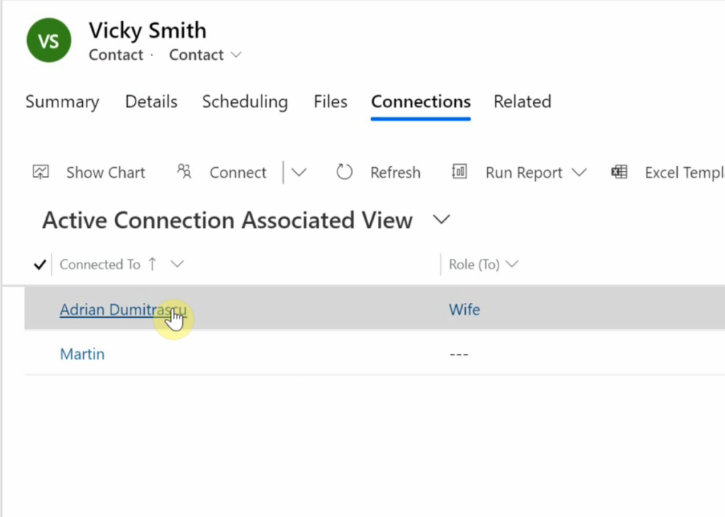 VS
Vicky Smith
Contact · Contact
Summary Details Scheduling Files Connections Related
Show Chart Connect Refresh Run Report Excel Templ
Active Connection Associated View
Connected To ↑ Role (To)
Adrian Dumitrascu Wife
Martin ---